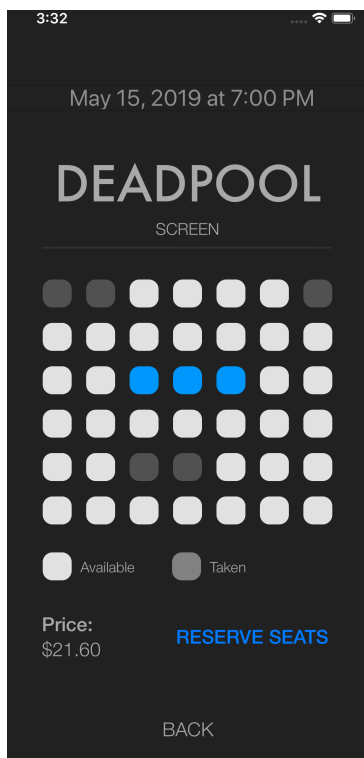 3:32
May 15, 2019 at 7:00 PM
DEADPOOL
SCREEN
Available
Taken
Price:
$21.60
RESERVE SEATS
BACK